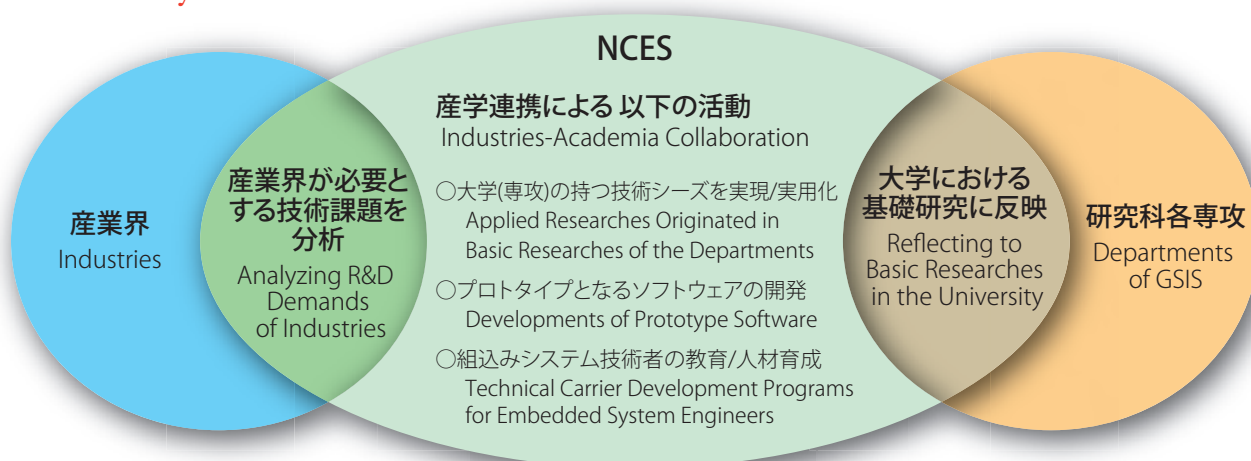 産業界
Industries
産業界が必要と
する技術課題を
分析
Analyzing R&D
Demands
of Industries
NCES
産学連携による 以下の活動
Industries-Academia Collaboration
○大学(専攻)の持つ技術シーズを実現/実用化
Applied Researches Originated in
Basic Researches of the Departments
○プロトタイプとなるソフトウェアの開発
Developments of Prototype Software
○組込みシステム技術者の教育/人材育成
Technical Carrier Development Programs
for Embedded System Engineers
大学における
基礎研究に反映
Reflecting to
Basic Researches
in the University
研究科各専攻
Departments
of GSIS